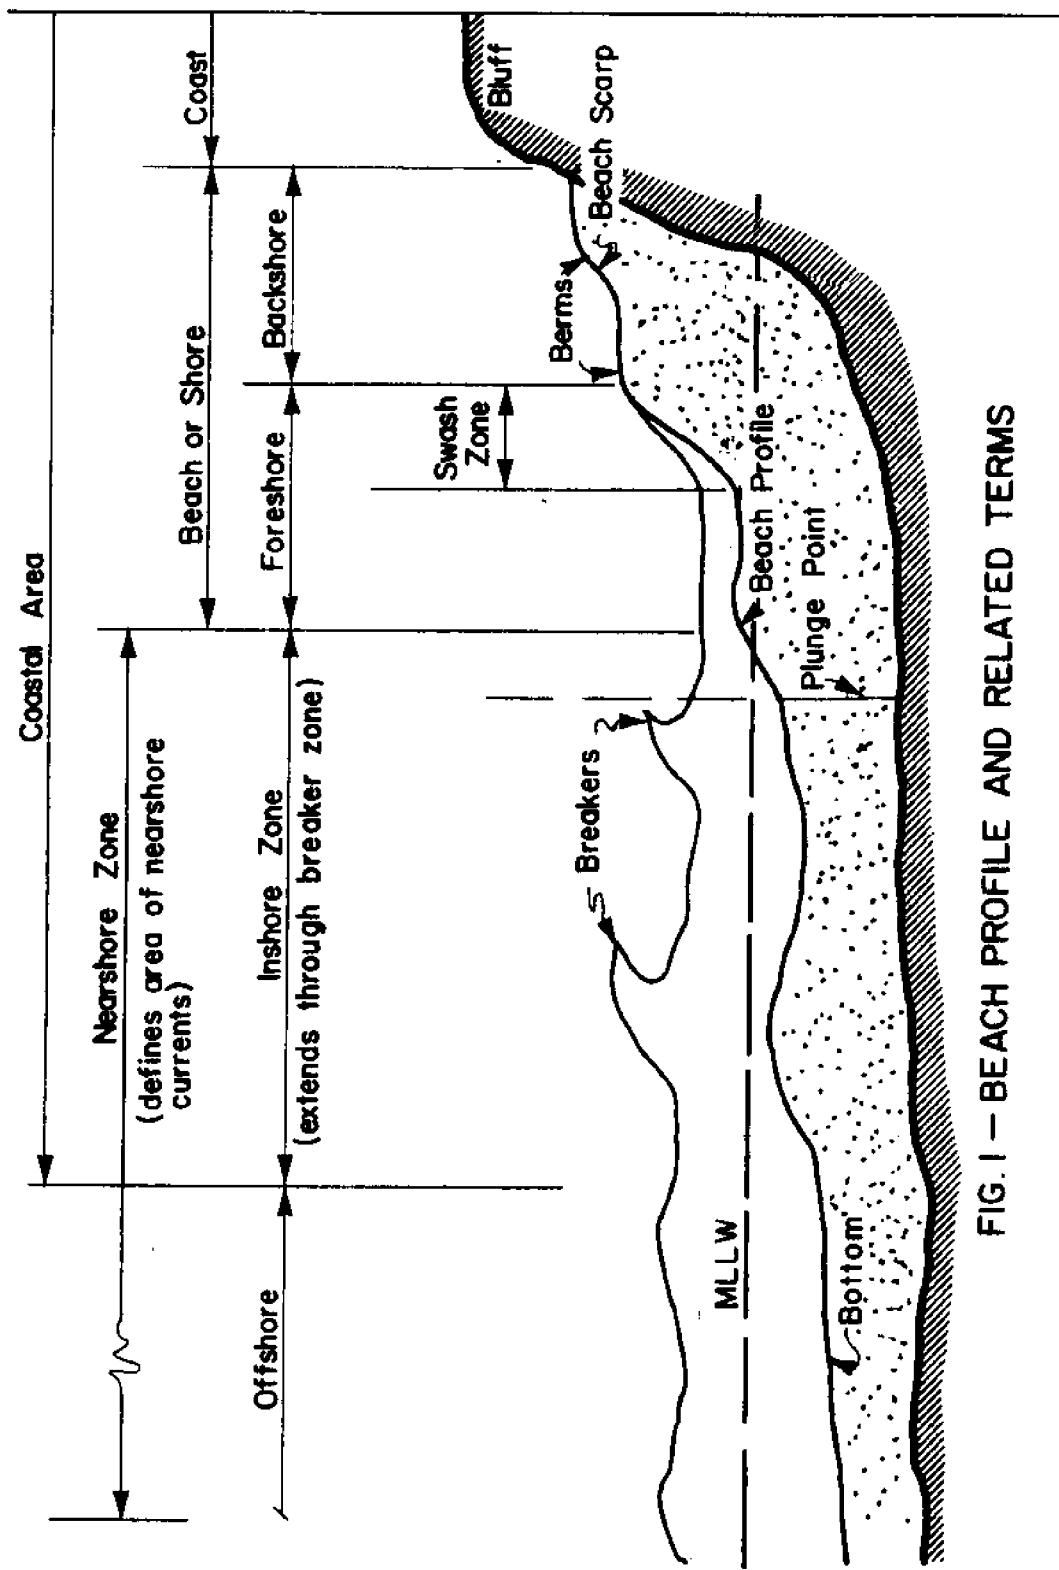 Coastal Area
Nearshore Zone
(defines area of nearshore
currents)
Beach or Shore
Coast
Offshore
Inshore Zone
(extends through breaker zone)
Foreshore
Backshore
Swash
Zone
Bluff
Breakers
Berms
Beach Scarp
MLLW
Beach Profile
Plunge Point
Bottom
FIG. 1 — BEACH PROFILE AND RELATED TERMS